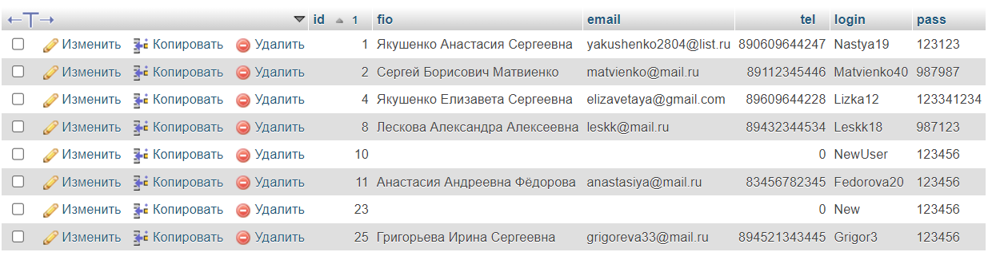 id 1 fio email tel login pass
Изменить Копировать Удалить 1 Якушенко Анастасия Сергеевна yakushenko2804@list.ru 890609644247 Nastya19 123123
Изменить Копировать Удалить 2 Сергей Борисович Матвиенко matvienko@mail.ru 89112345446 Matvienko40 987987
Изменить Копировать Удалить 4 Якушенко Елизавета Сергеевна elizavetaya@gmail.com 89609644228 Lizka12 123341234
Изменить Копировать Удалить 8 Лескова Александра Алексеевна leskk@mail.ru 89432344534 Leskk18 987123
Изменить Копировать Удалить 10 0 NewUser 123456
Изменить Копировать Удалить 11 Анастасия Андреевна Фёдорова anastasiya@mail.ru 83456782345 Fedorova20 123456
Изменить Копировать Удалить 23 0 New 123456
Изменить Копировать Удалить 25 Григорьева Ирина Сергеевна grigoreva33@mail.ru 894521343445 Grigor3 123456